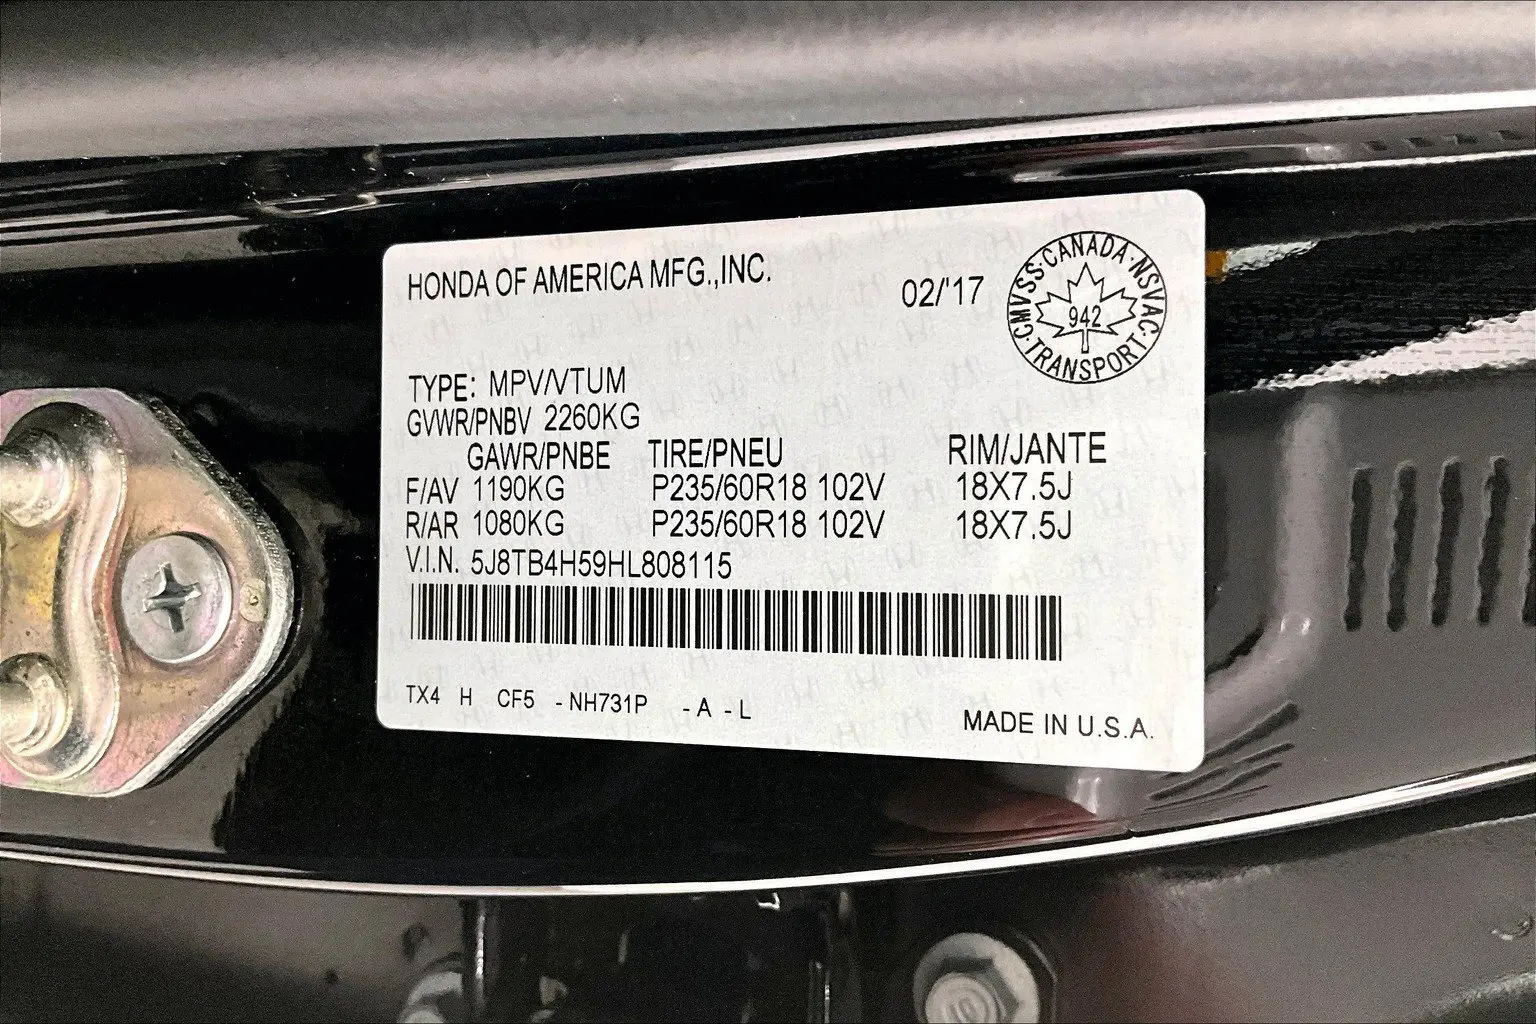 HONDA OF AMERICA MFG.,INC.
02/'17
CMVSS·CANADA·NSVAC·TRANSPORT·
942
TYPE: MPV/VTUM
GVWR/PNBV 2260KG
GAWR/PNBE TIRE/PNEU RIM/JANTE
F/AV 1190KG P235/60R18 102V 18X7.5J
R/AR 1080KG P235/60R18 102V 18X7.5J
V.I.N. 5J8TB4H59HL808115
TX4 H CF5 - NH731P - A - L
MADE IN U.S.A.